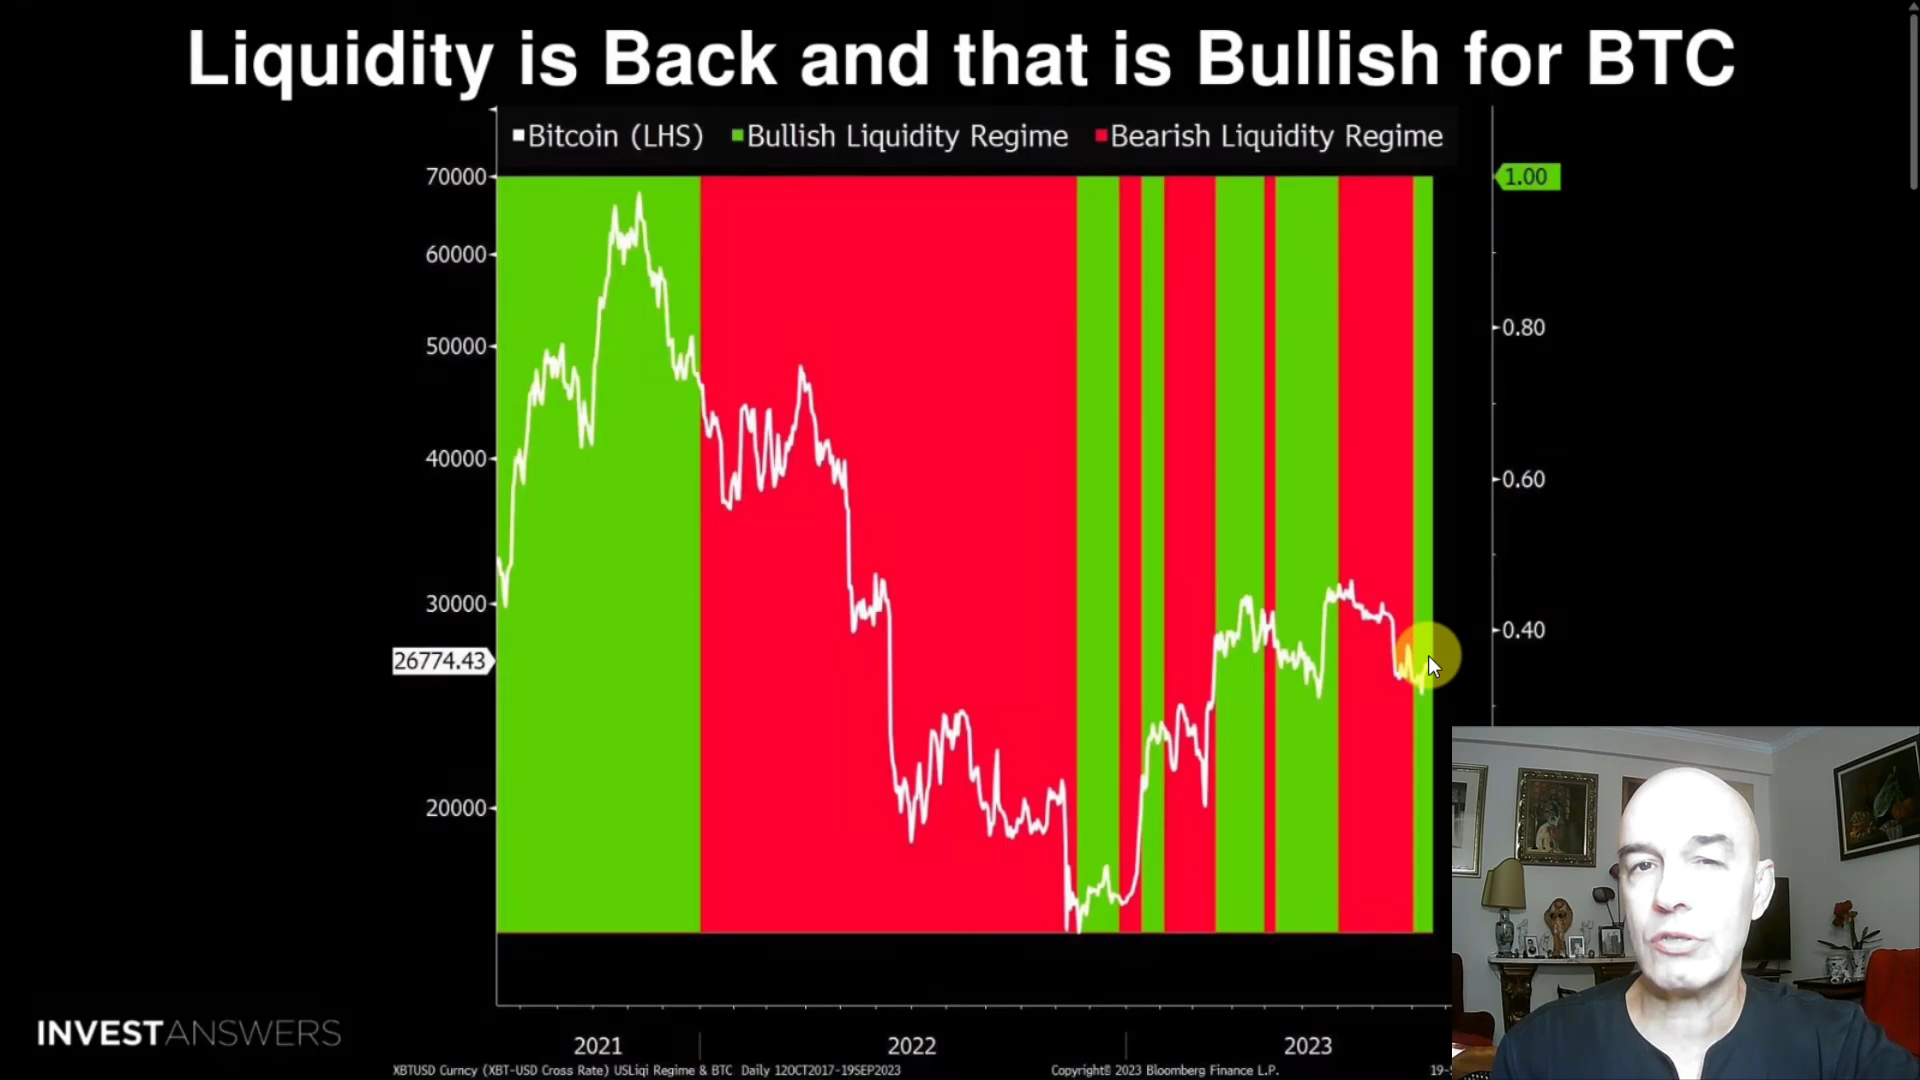 Liquidity is Back and that is Bullish for BTC
Bitcoin (LHS) Bullish Liquidity Regime Bearish Liquidity Regime
70000
60000
50000
40000
30000
26774.43
20000
1.00
0.80
0.60
0.40
2021 2022 2023
INVESTANSWERS
XBTUSD Curncy (XBT-USD Cross Rate) USLiqi Regime & BTC Daily 12OCT2017-19SEP2023 Copyright© 2023 Bloomberg Finance L.P. 19-